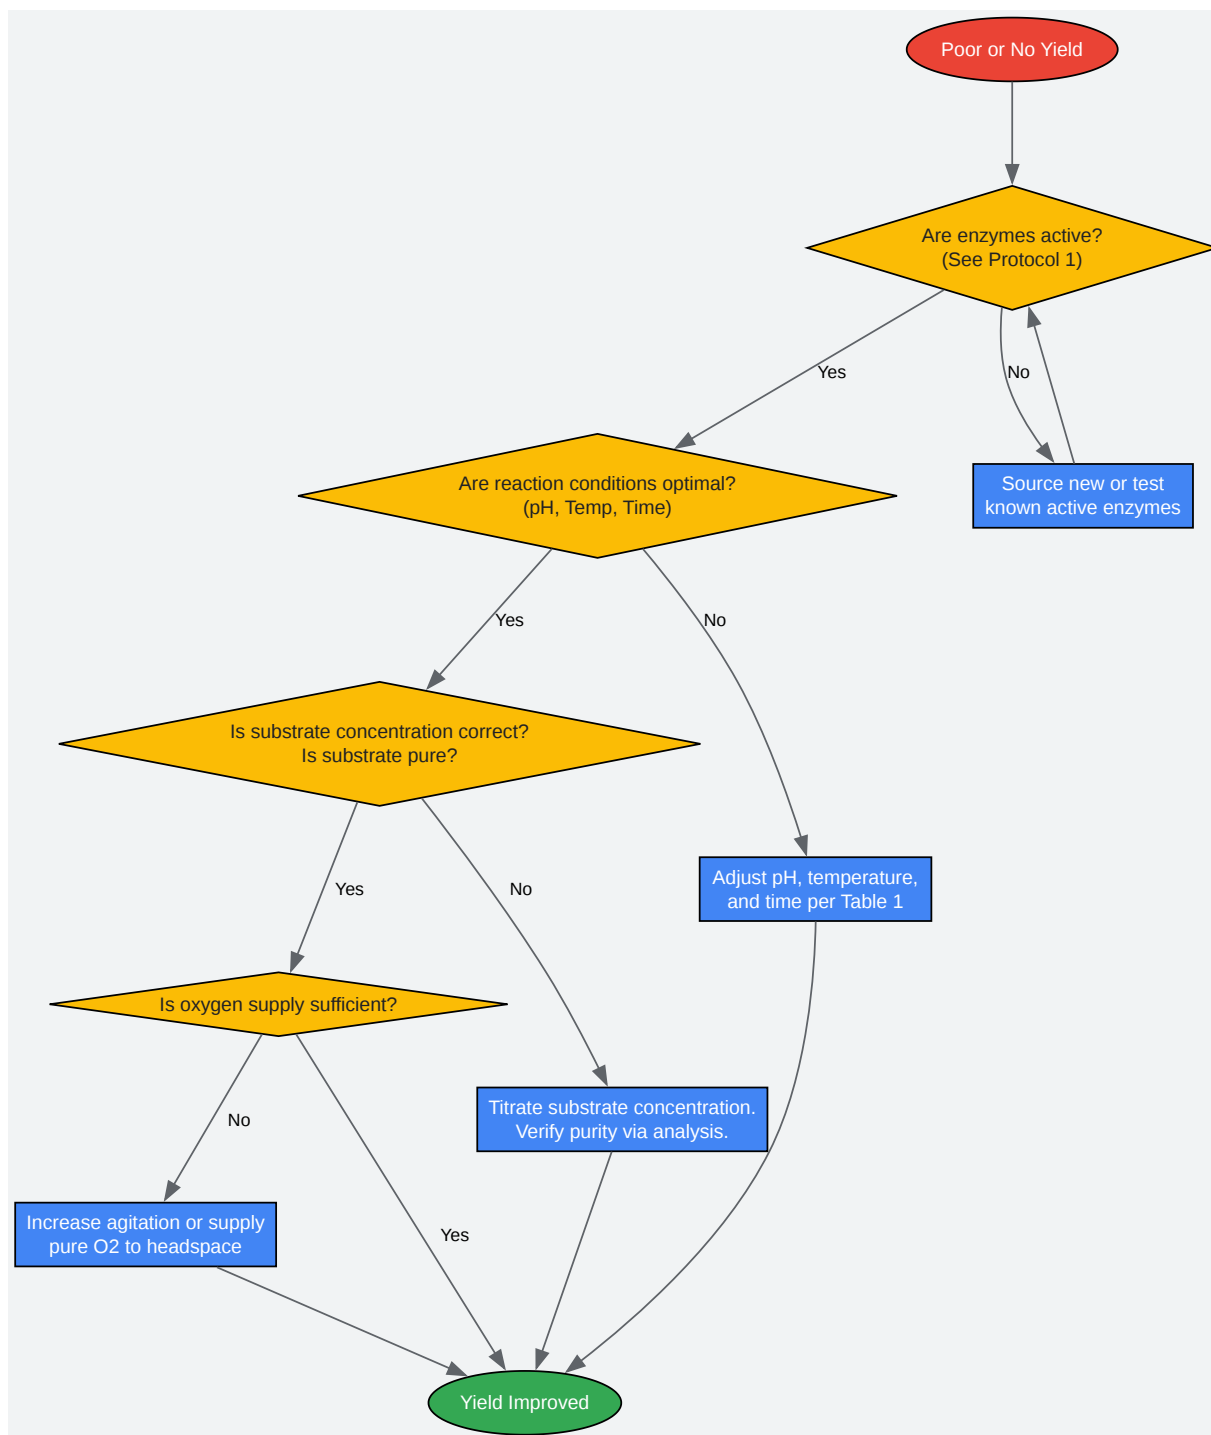 Poor or No Yield
Are enzymes active?
(See Protocol 1)
Yes
No
Source new or test
known active enzymes
Are reaction conditions optimal?
(pH, Temp, Time)
Yes
No
Is substrate concentration correct?
Is substrate pure?
Yes
No
Adjust pH, temperature,
and time per Table 1
Is oxygen supply sufficient?
No
Titrate substrate concentration.
Verify purity via analysis.
Increase agitation or supply
pure O2 to headspace
Yes
Yield Improved